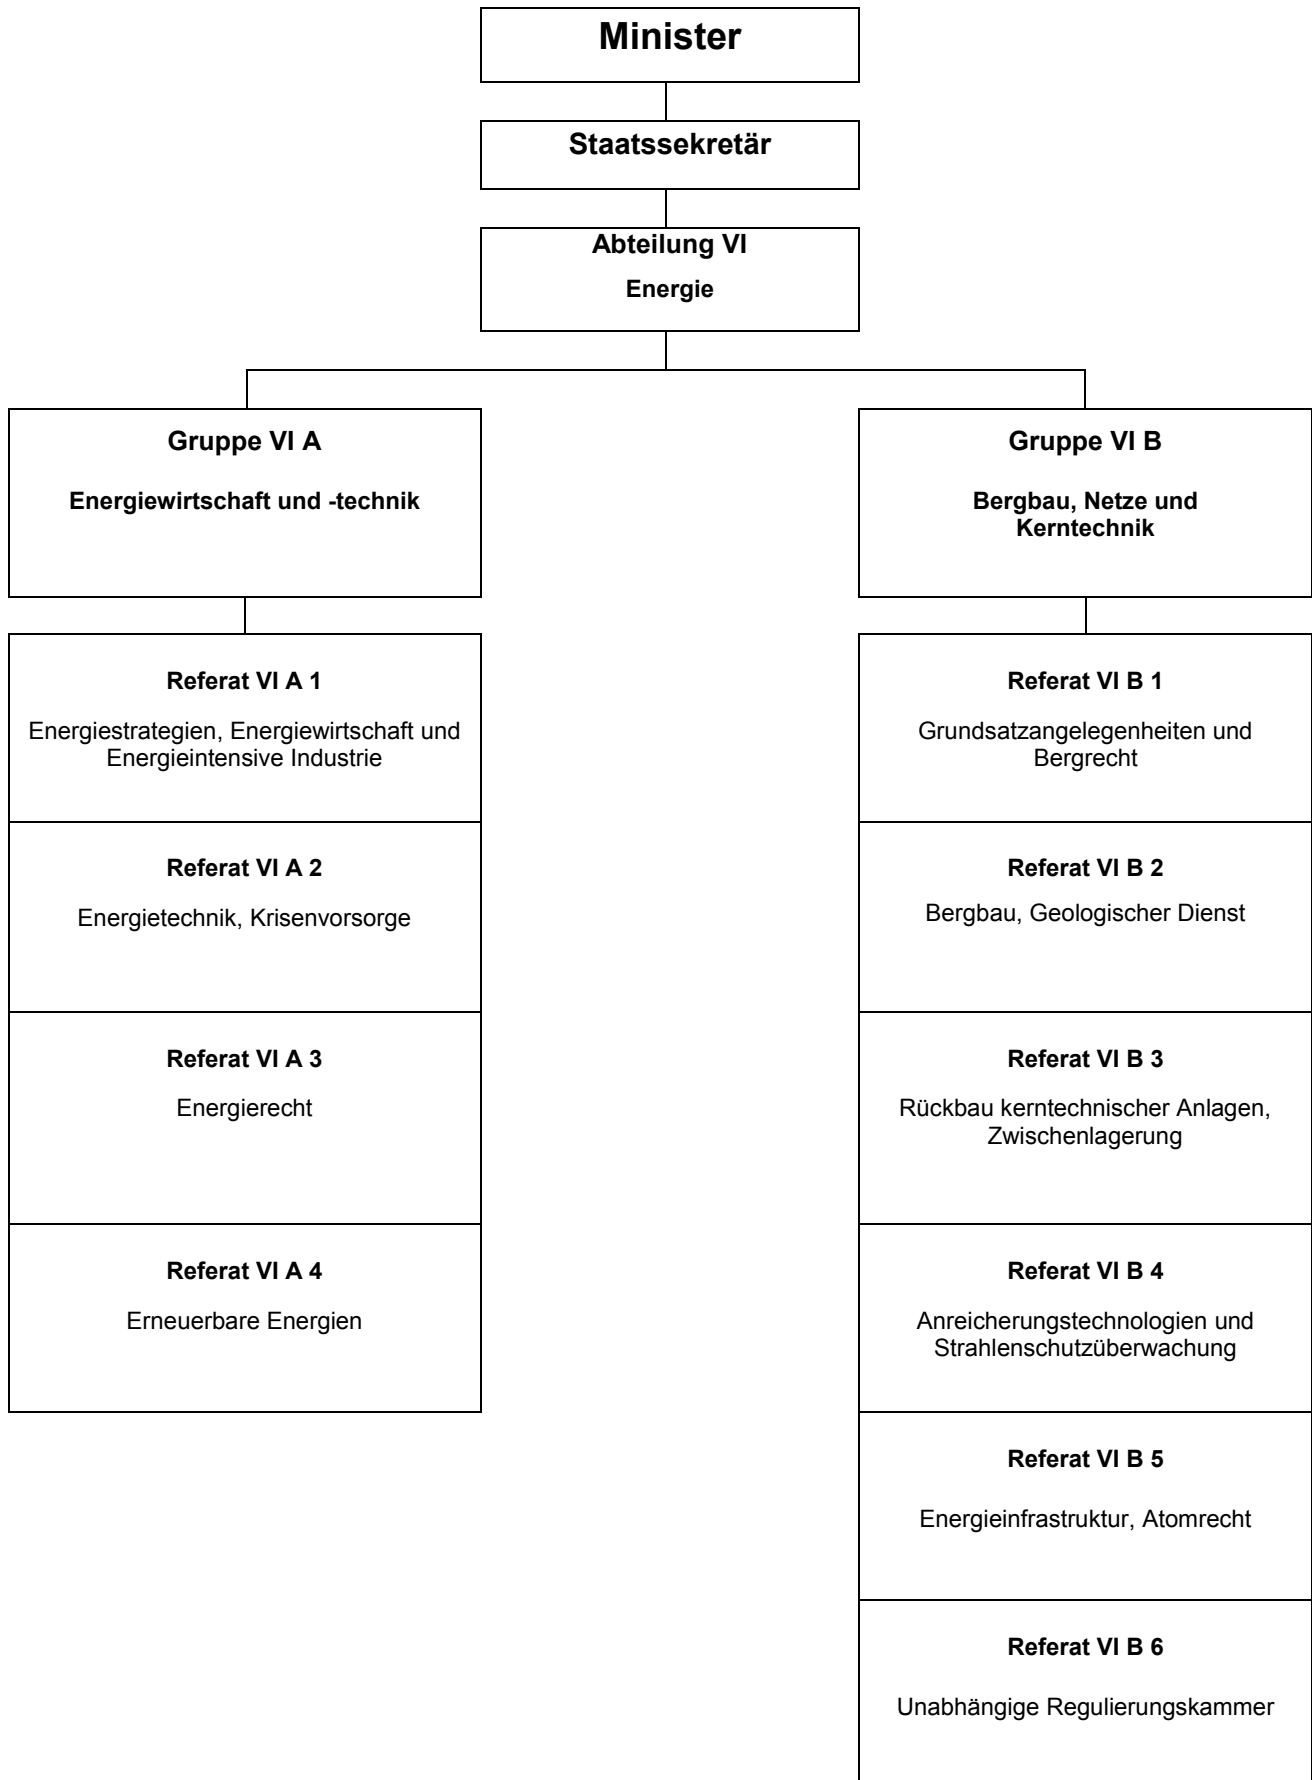 Minister
Staatssekretär
Abteilung VI
Energie
Gruppe VI A
Energiewirtschaft und -technik
Referat VI A 1
Energiestrategien, Energiewirtschaft und
Energieintensive Industrie
Referat VI A 2
Energietechnik, Krisenvorsorge
Referat VI A 3
Energierecht
Referat VI A 4
Erneuerbare Energien
Gruppe VI B
Bergbau, Netze und
Kerntechnik
Referat VI B 1
Grundsatzangelegenheiten und
Bergrecht
Referat VI B 2
Bergbau, Geologischer Dienst
Referat VI B 3
Rückbau kerntechnischer Anlagen,
Zwischenlagerung
Referat VI B 4
Anreicherungstechnologien und
Strahlenschutzüberwachung
Referat VI B 5
Energieinfrastruktur, Atomrecht
Referat VI B 6
Unabhängige Regulierungskammer